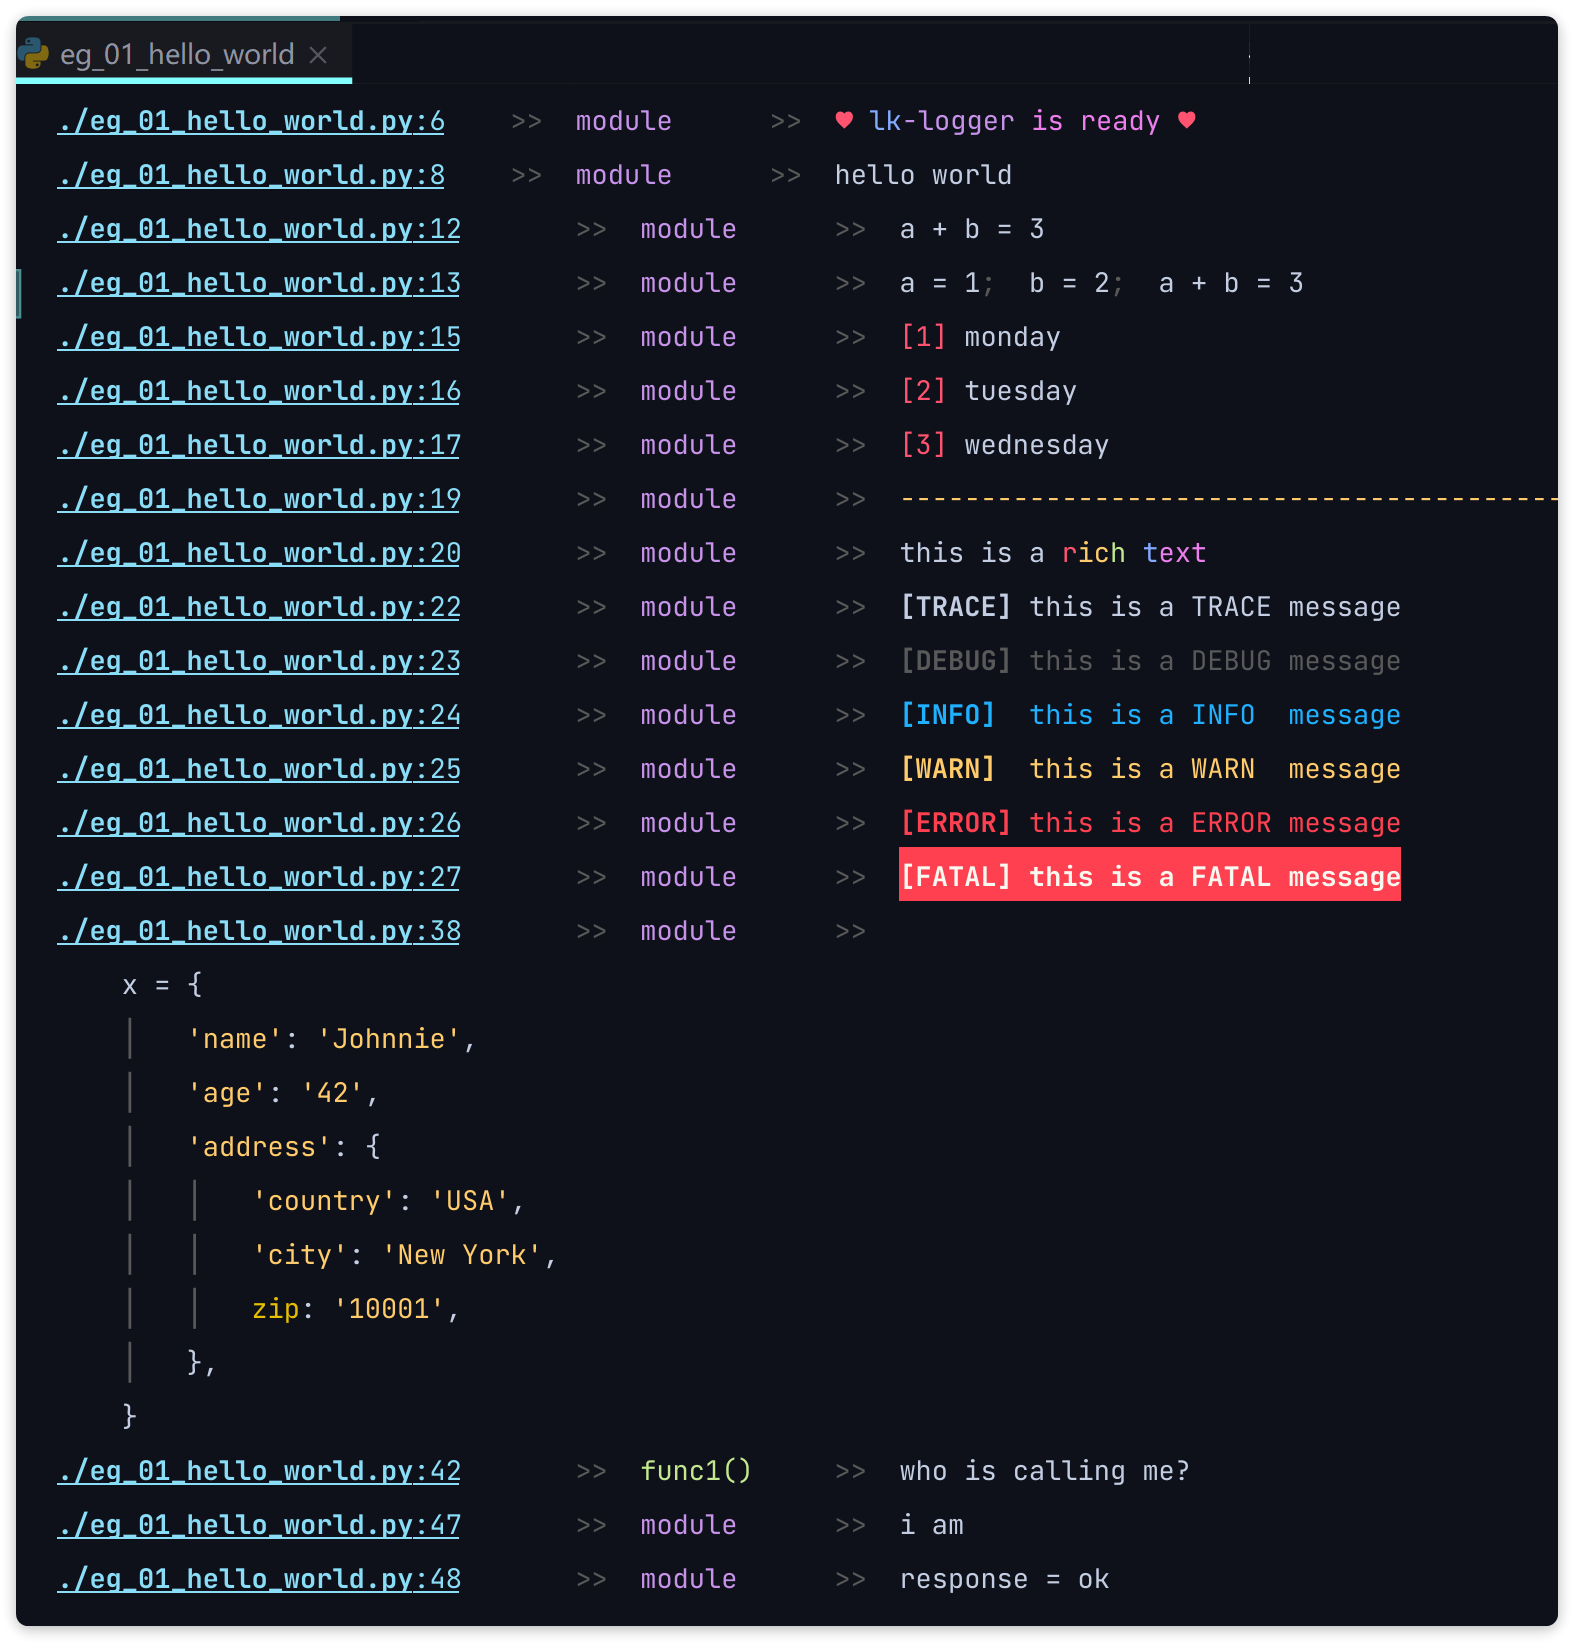 eg_01_hello_world ×
./eg_01_hello_world.py:6 >> module >> ♥ lk-logger is ready ♥
./eg_01_hello_world.py:8 >> module >> hello world
./eg_01_hello_world.py:12 >> module >> a + b = 3
./eg_01_hello_world.py:13 >> module >> a = 1; b = 2; a + b = 3
./eg_01_hello_world.py:15 >> module >> [1] monday
./eg_01_hello_world.py:16 >> module >> [2] tuesday
./eg_01_hello_world.py:17 >> module >> [3] wednesday
./eg_01_hello_world.py:19 >> module >> -----------------------------------------
./eg_01_hello_world.py:20 >> module >> this is a rich text
./eg_01_hello_world.py:22 >> module >> [TRACE] this is a TRACE message
./eg_01_hello_world.py:23 >> module >> [DEBUG] this is a DEBUG message
./eg_01_hello_world.py:24 >> module >> [INFO]  this is a INFO  message
./eg_01_hello_world.py:25 >> module >> [WARN]  this is a WARN  message
./eg_01_hello_world.py:26 >> module >> [ERROR] this is a ERROR message
./eg_01_hello_world.py:27 >> module >> [FATAL] this is a FATAL message
./eg_01_hello_world.py:38 >> module >>
    x = {
    │   'name': 'Johnnie',
    │   'age': '42',
    │   'address': {
    │   │   'country': 'USA',
    │   │   'city': 'New York',
    │   │   zip: '10001',
    │   },
    }
./eg_01_hello_world.py:42 >> func1() >> who is calling me?
./eg_01_hello_world.py:47 >> module >> i am
./eg_01_hello_world.py:48 >> module >> response = ok